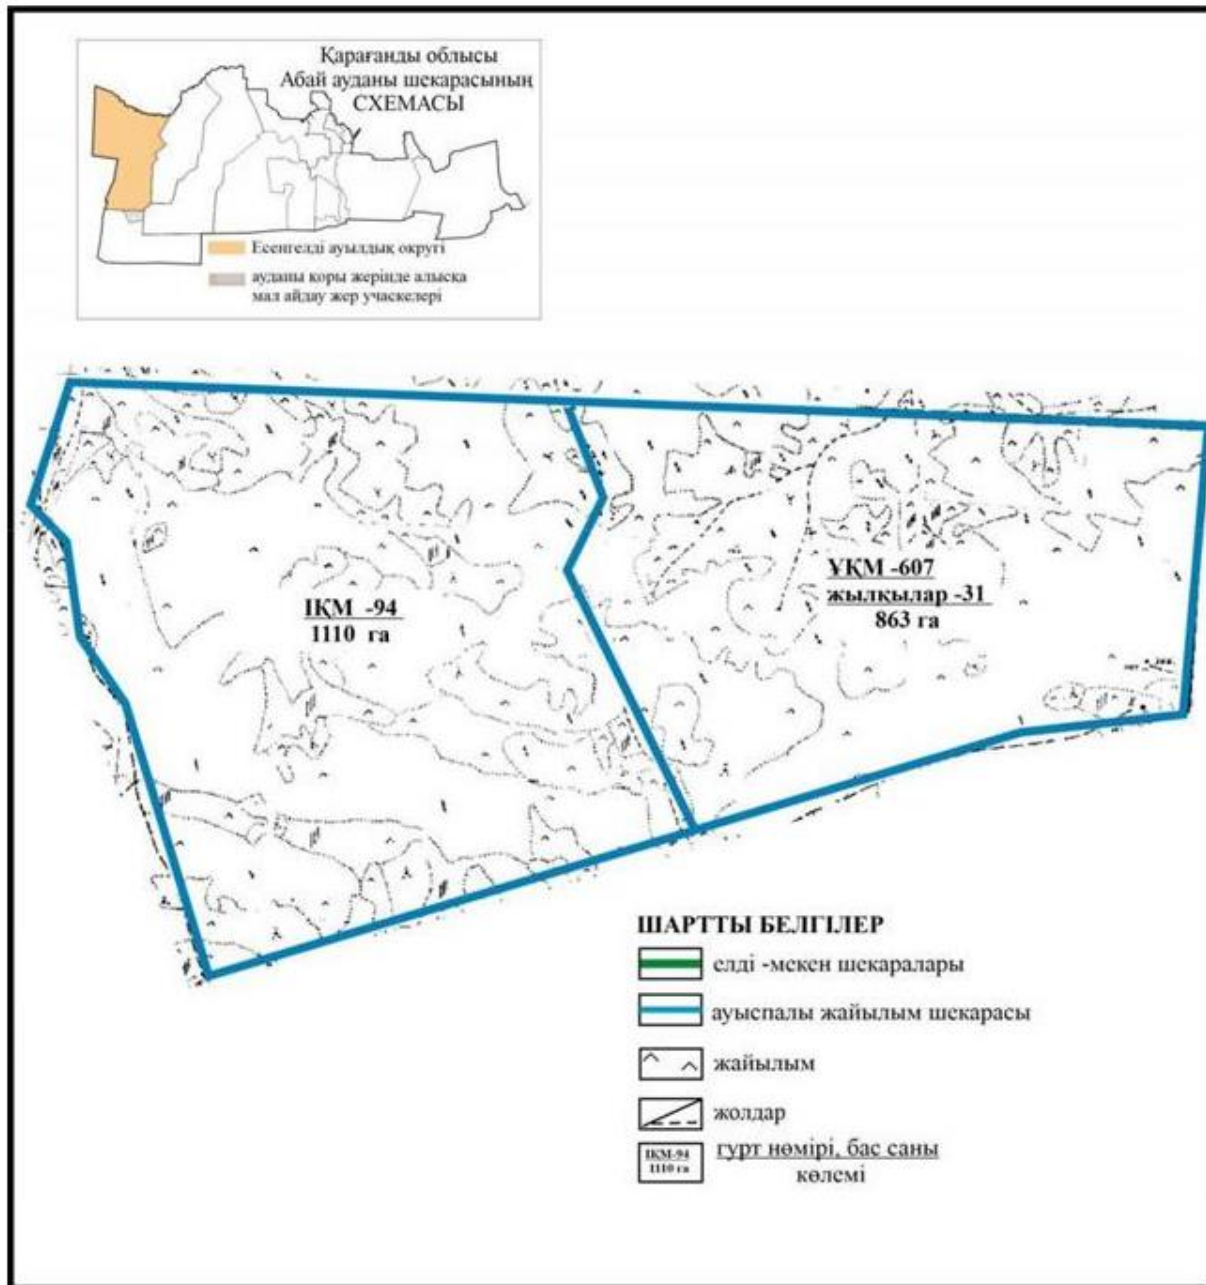 Қарағанды облысы
Абай ауданы шекарасының
СХЕМАСЫ
Есенгелді ауылдық округі
ауданы қоры жерінде алысқа
мал айдау жер учаскелері
ІҚМ -94
1110 га
ҰҚМ -607
жылқылар -31
863 га
ШАРТТЫ БЕЛГІЛЕР
елді -мекен шекаралары
ауыспалы жайылым шекарасы
жайылым
жолдар
ІҚМ-94
1110 га
гурт нөмірі, бас саны
көлемі